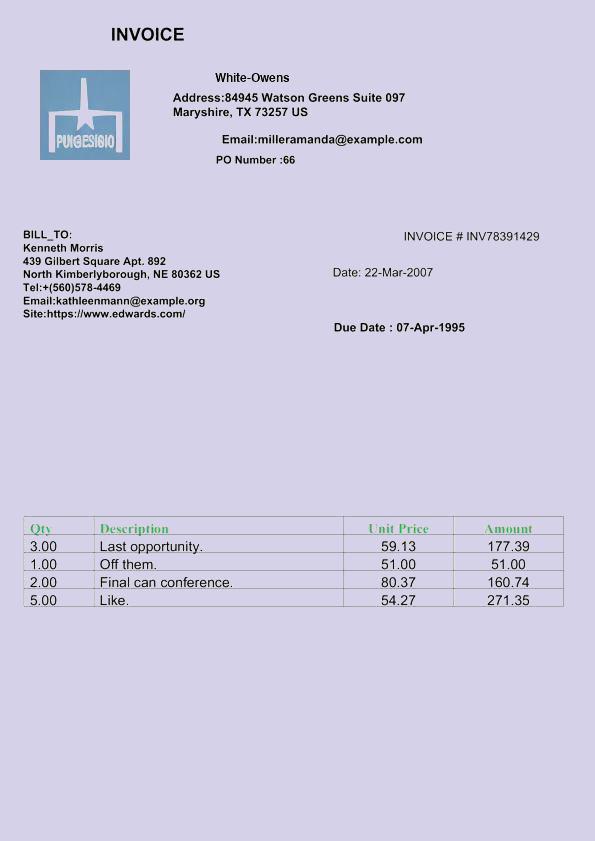 INVOICE
PUIGESIGIO
White-Owens
Address:84945 Watson Greens Suite 097
Maryshire, TX 73257 US
Email:milleramanda@example.com
PO Number :66
BILL_TO:
Kenneth Morris
439 Gilbert Square Apt. 892
North Kimberlyborough, NE 80362 US
Tel:+(560)578-4469
Email:kathleenmann@example.org
Site:https://www.edwards.com/
INVOICE # INV78391429
Date: 22-Mar-2007
Due Date : 07-Apr-1995
Qty Description Unit Price Amount
3.00 Last opportunity. 59.13 177.39
1.00 Off them. 51.00 51.00
2.00 Final can conference. 80.37 160.74
5.00 Like. 54.27 271.35